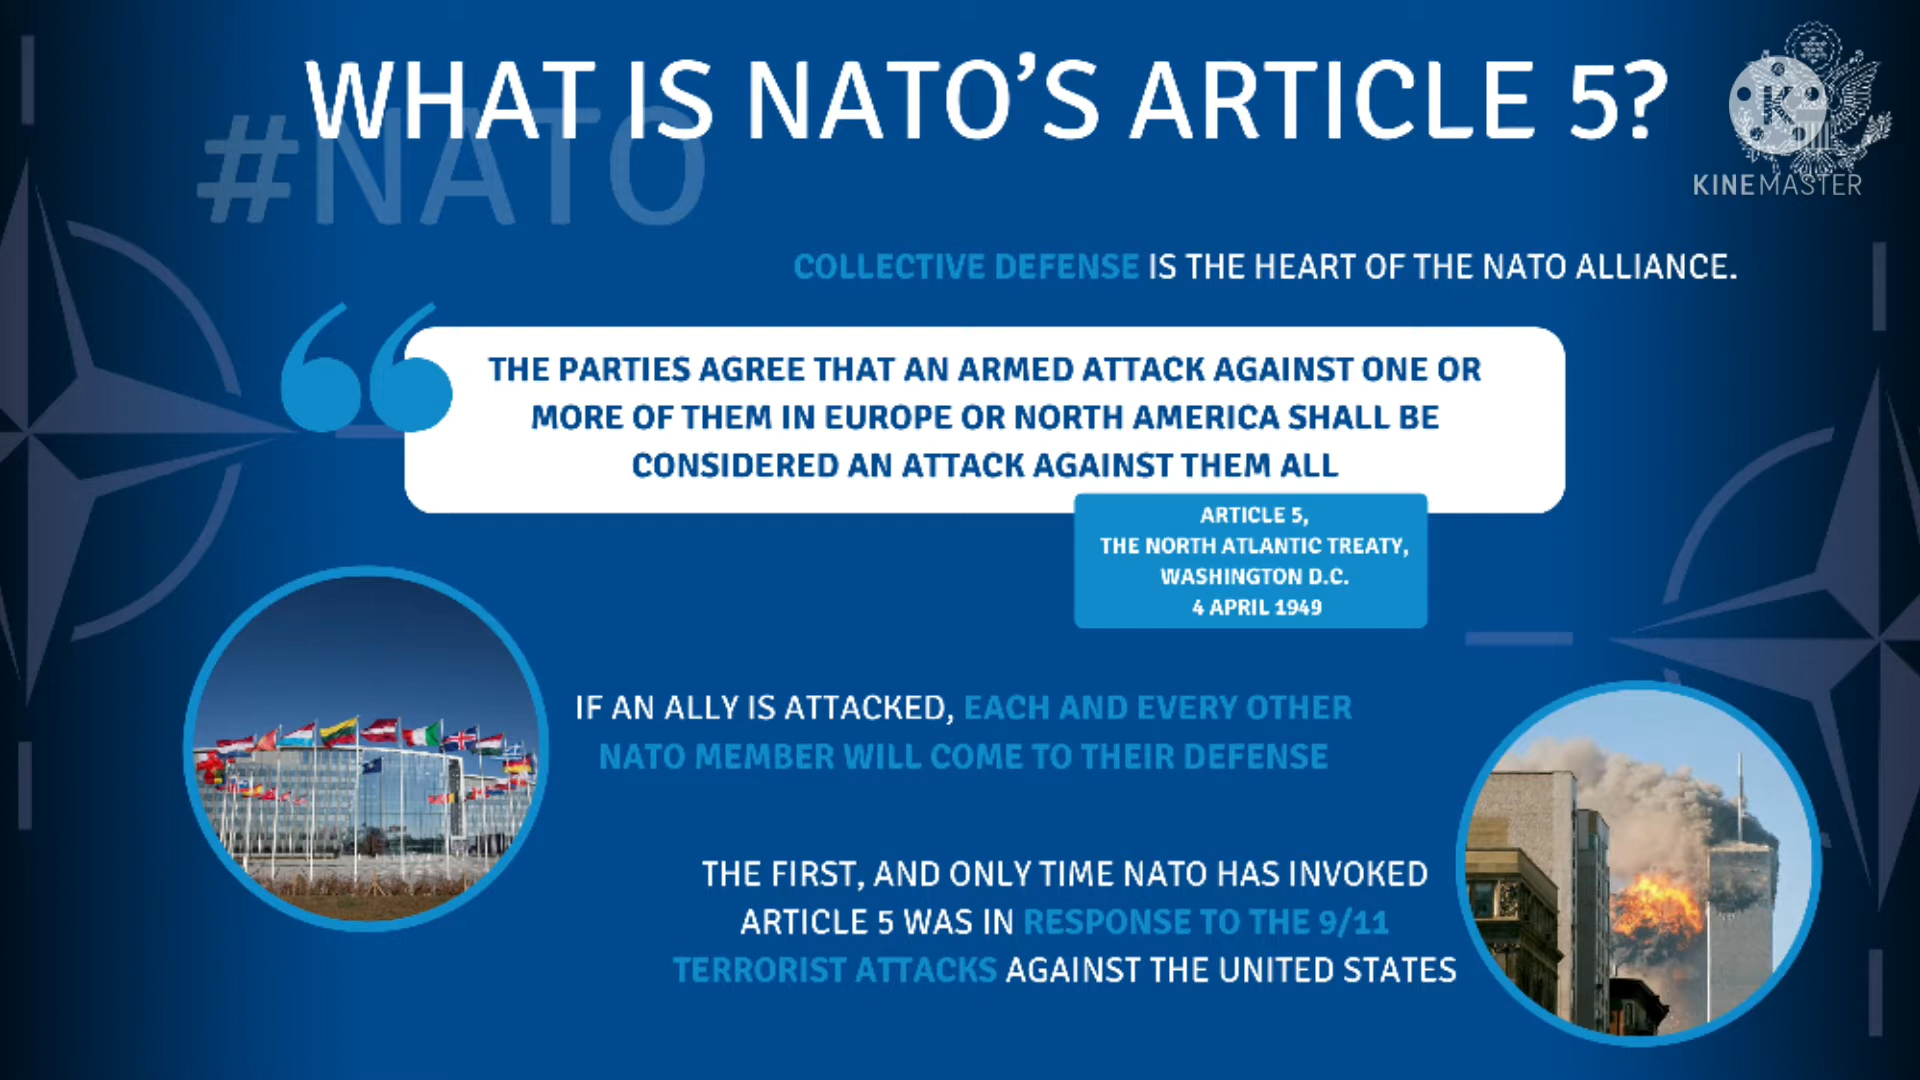 WHAT IS NATO'S ARTICLE 5?
#NATO
KINEMASTER
COLLECTIVE DEFENSE IS THE HEART OF THE NATO ALLIANCE.
THE PARTIES AGREE THAT AN ARMED ATTACK AGAINST ONE OR
MORE OF THEM IN EUROPE OR NORTH AMERICA SHALL BE
CONSIDERED AN ATTACK AGAINST THEM ALL
ARTICLE 5,
THE NORTH ATLANTIC TREATY,
WASHINGTON D.C.
4 APRIL 1949
IF AN ALLY IS ATTACKED, EACH AND EVERY OTHER
NATO MEMBER WILL COME TO THEIR DEFENSE
THE FIRST, AND ONLY TIME NATO HAS INVOKED
ARTICLE 5 WAS IN RESPONSE TO THE 9/11
TERRORIST ATTACKS AGAINST THE UNITED STATES